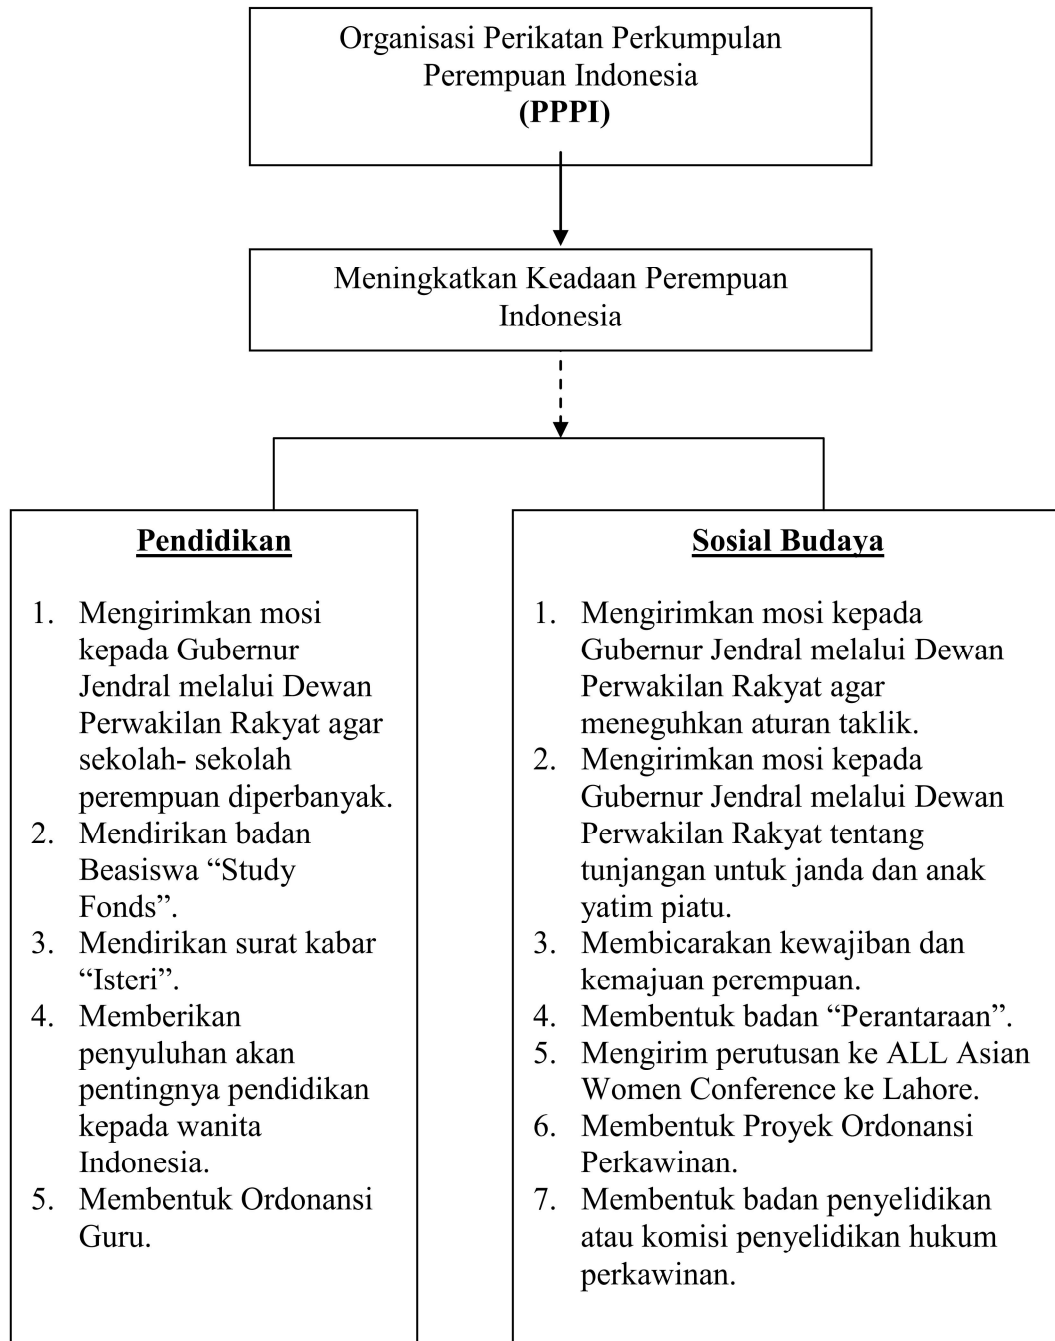 Organisasi Perikatan Perkumpulan
Perempuan Indonesia
(PPPI)
Meningkatkan Keadaan Perempuan
Indonesia
Pendidikan
1. Mengirimkan mosi
kepada Gubernur
Jendral melalui Dewan
Perwakilan Rakyat agar
sekolah- sekolah
perempuan diperbanyak.
2. Mendirikan badan
Beasiswa “Study
Fonds”.
3. Mendirikan surat kabar
“Isteri”.
4. Memberikan
penyuluhan akan
pentingnya pendidikan
kepada wanita
Indonesia.
5. Membentuk Ordonansi
Guru.
Sosial Budaya
1. Mengirimkan mosi kepada
Gubernur Jendral melalui Dewan
Perwakilan Rakyat agar
meneguhkan aturan taklik.
2. Mengirimkan mosi kepada
Gubernur Jendral melalui Dewan
Perwakilan Rakyat tentang
tunjangan untuk janda dan anak
yatim piatu.
3. Membicarakan kewajiban dan
kemajuan perempuan.
4. Membentuk badan “Perantaraan”.
5. Mengirim perutusan ke ALL Asian
Women Conference ke Lahore.
6. Membentuk Proyek Ordonansi
Perkawinan.
7. Membentuk badan penyelidikan
atau komisi penyelidikan hukum
perkawinan.